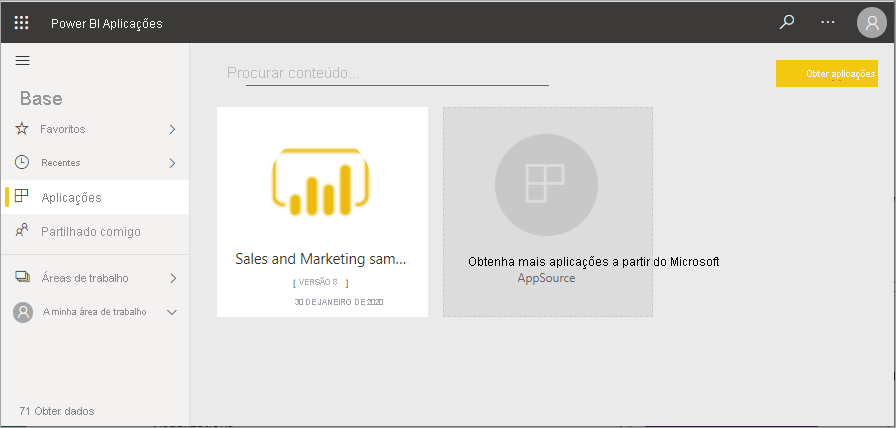 Power BI Aplicações
Base
Favoritos
Recentes
Aplicações
Partilhado comigo
Áreas de trabalho
A minha área de trabalho
71 Obter dados
Procurar conteúdo...
Obter aplicações
Sales and Marketing sam...
[ VERSÃO 8 ]
30 DE JANEIRO DE 2020
Obtenha mais aplicações a partir do Microsoft
AppSource